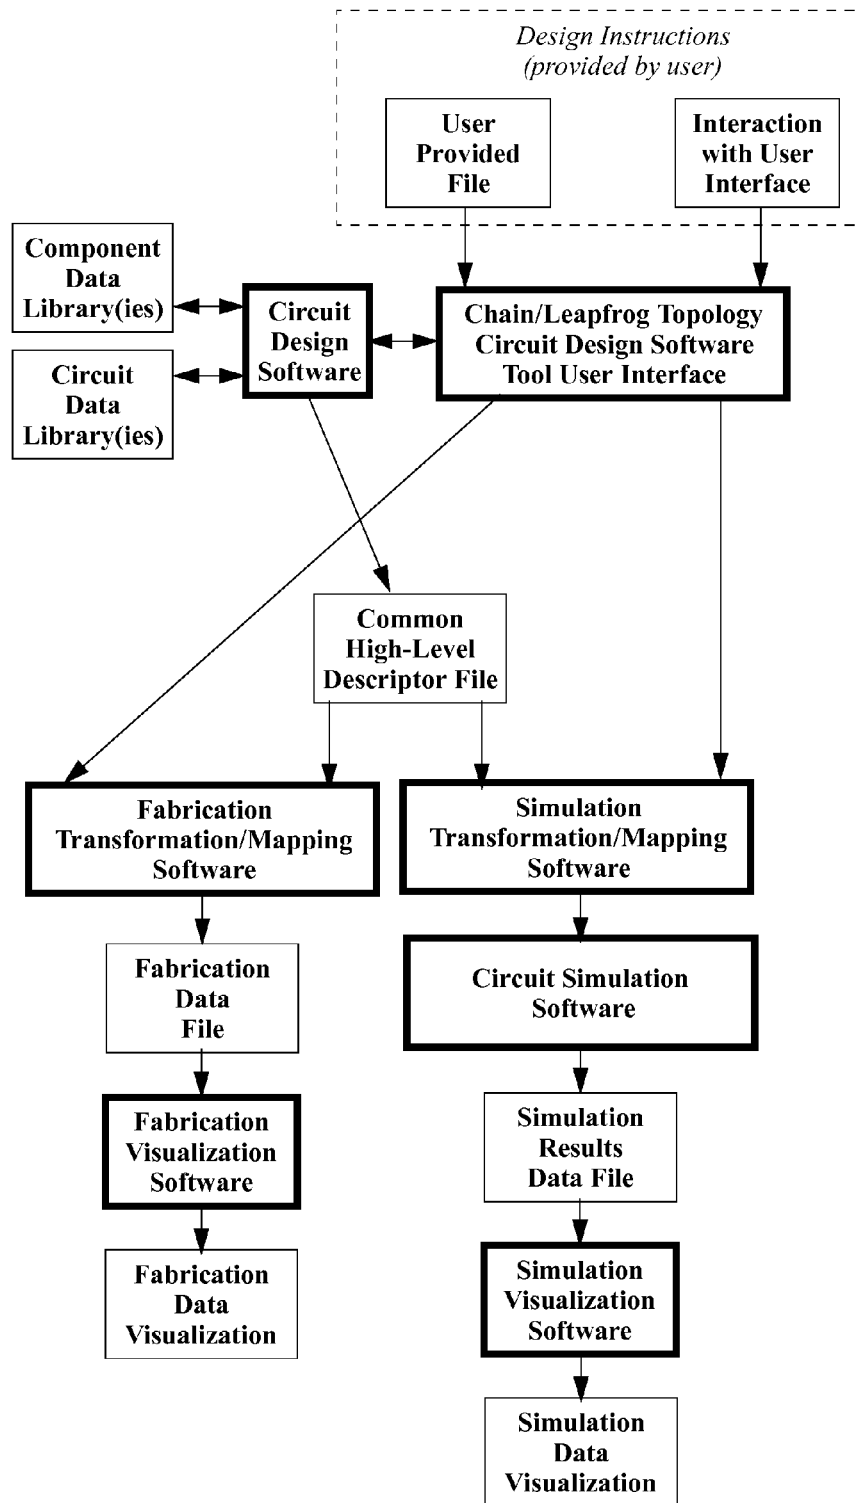 Design Instructions
(provided by user)
User
Provided
File
Interaction
with User
Interface
Component
Data
Library(ies)
Circuit
Design
Software
Chain/Leapfrog Topology
Circuit Design Software
Tool User Interface
Circuit
Data
Library(ies)
Common
High-Level
Descriptor File
Fabrication
Transformation/Mapping
Software
Simulation
Transformation/Mapping
Software
Fabrication
Data
File
Circuit Simulation
Software
Fabrication
Visualization
Software
Simulation
Results
Data File
Fabrication
Data
Visualization
Simulation
Visualization
Software
Simulation
Data
Visualization